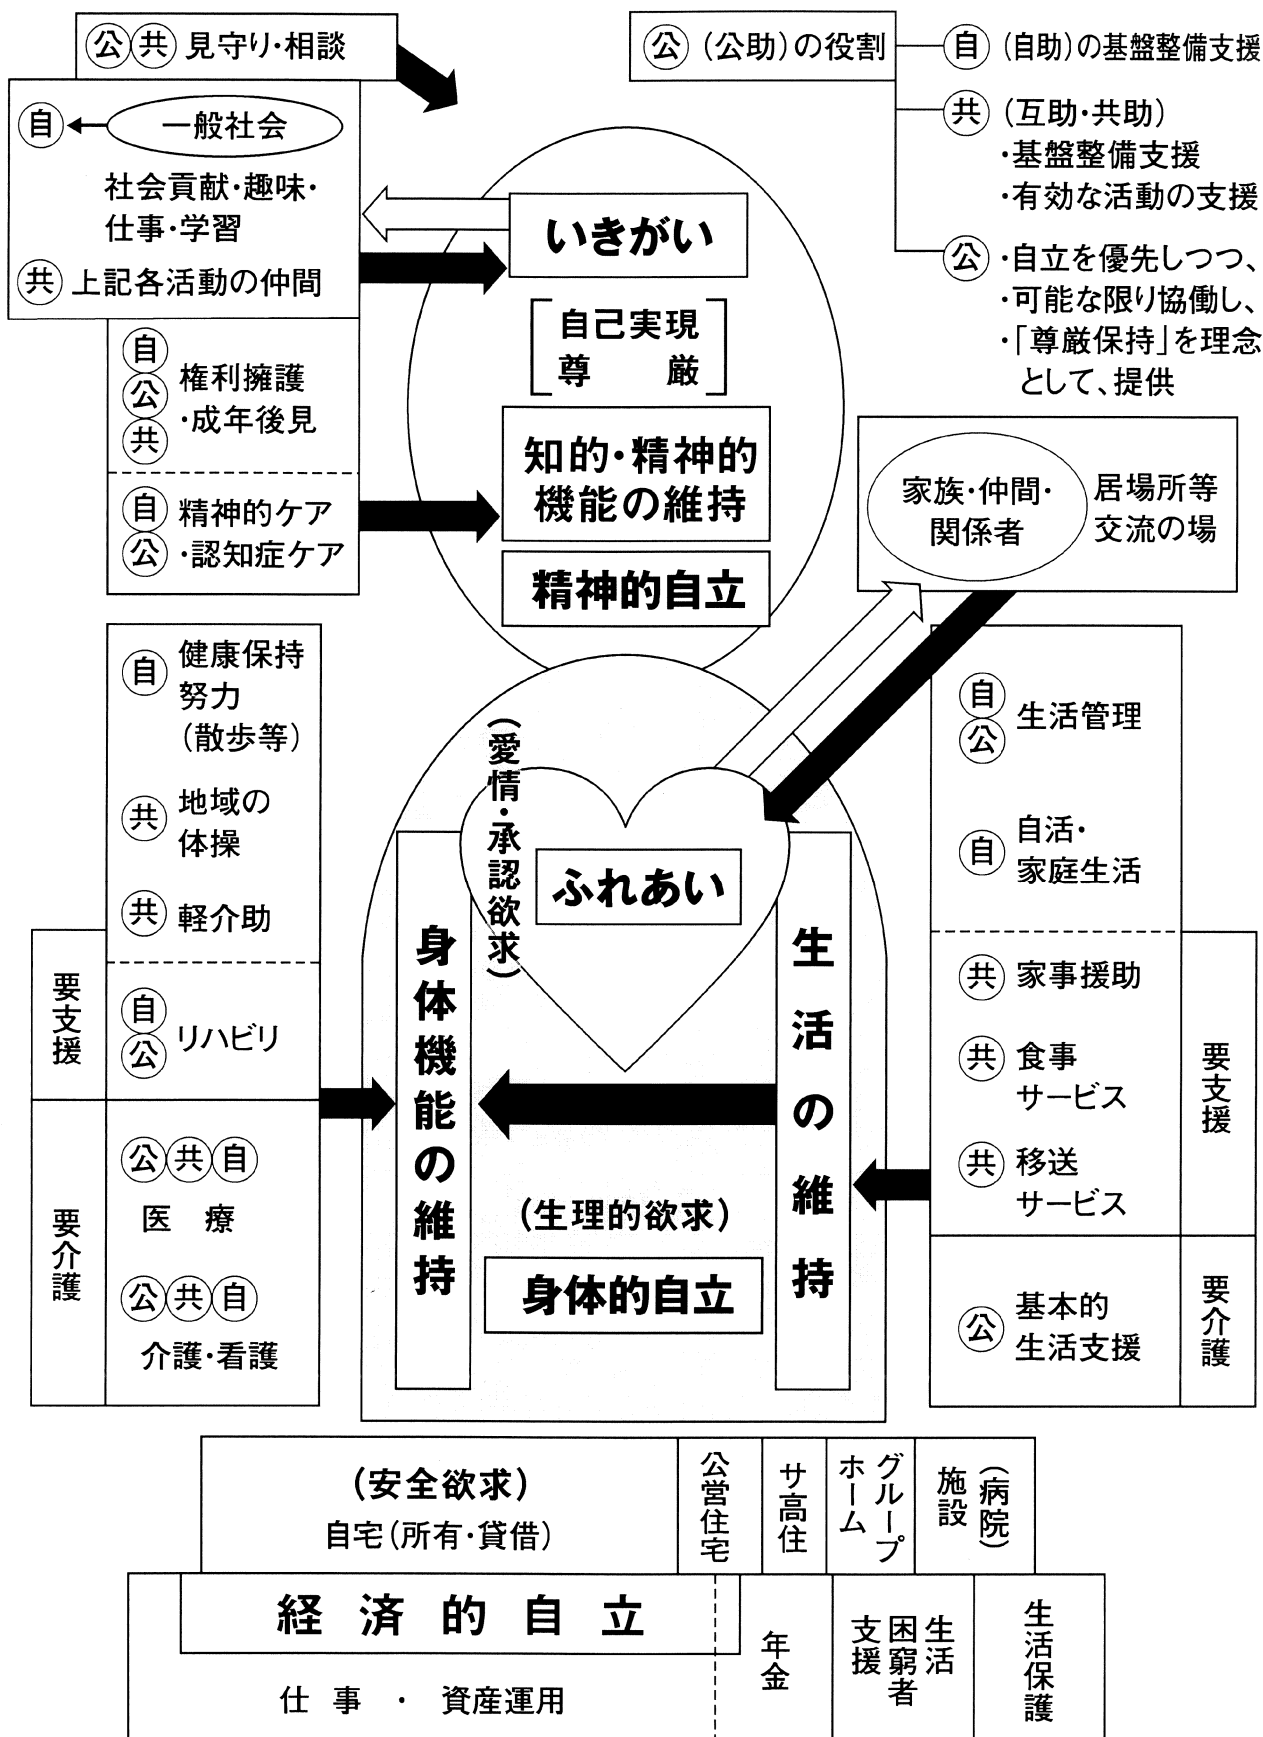 公 共 見守り・相談
自 一般社会
社会貢献・趣味・
仕事・学習
共 上記各活動の仲間
自
公
共
権利擁護
・成年後見
自
公
精神的ケア
・認知症ケア
公 (公助)の役割
自 (自助)の基盤整備支援
共 (互助・共助)
・基盤整備支援
・有効な活動の支援
公 ・自立を優先しつつ、
・可能な限り協働し、
・「尊厳保持」を理念
として、提供
いきがい
自己実現
尊 厳
知的・精神的
機能の維持
精神的自立
家族・仲間・
関係者
居場所等
交流の場
自 健康保持
努力
(散歩等)
共 地域の
体操
共 軽介助
要支援
自
公
リハビリ
要介護
公 共 自
医 療
公 共 自
介護・看護
(愛情・承認欲求)
ふれあい
身体機能の維持
生活の維持
(生理的欲求)
身体的自立
自
公
生活管理
自 自活・
家庭生活
共 家事援助
共 食事
サービス
共 移送
サービス
要支援
公 基本的
生活支援
要介護
(安全欲求)
自宅(所有・貸借)
公営住宅
サ高住
グループ
ホーム
(病院)
施設
経済的自立
仕事・資産運用
年金
生活
困窮者
支援
生活保護